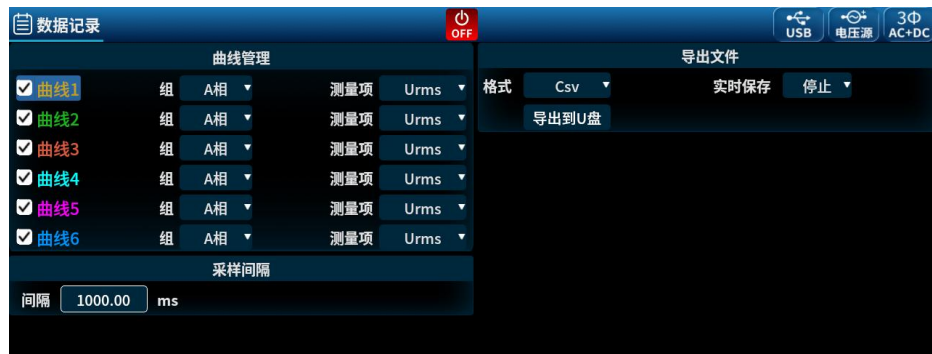 数据记录 OFF USB 电压源 3Φ AC+DC
曲线管理 导出文件
曲线1 组 A相 测量项 Urms 格式 Csv 实时保存 停止
曲线2 组 A相 测量项 Urms 导出到U盘
曲线3 组 A相 测量项 Urms
曲线4 组 A相 测量项 Urms
曲线5 组 A相 测量项 Urms
曲线6 组 A相 测量项 Urms
采样间隔
间隔 1000.00 ms